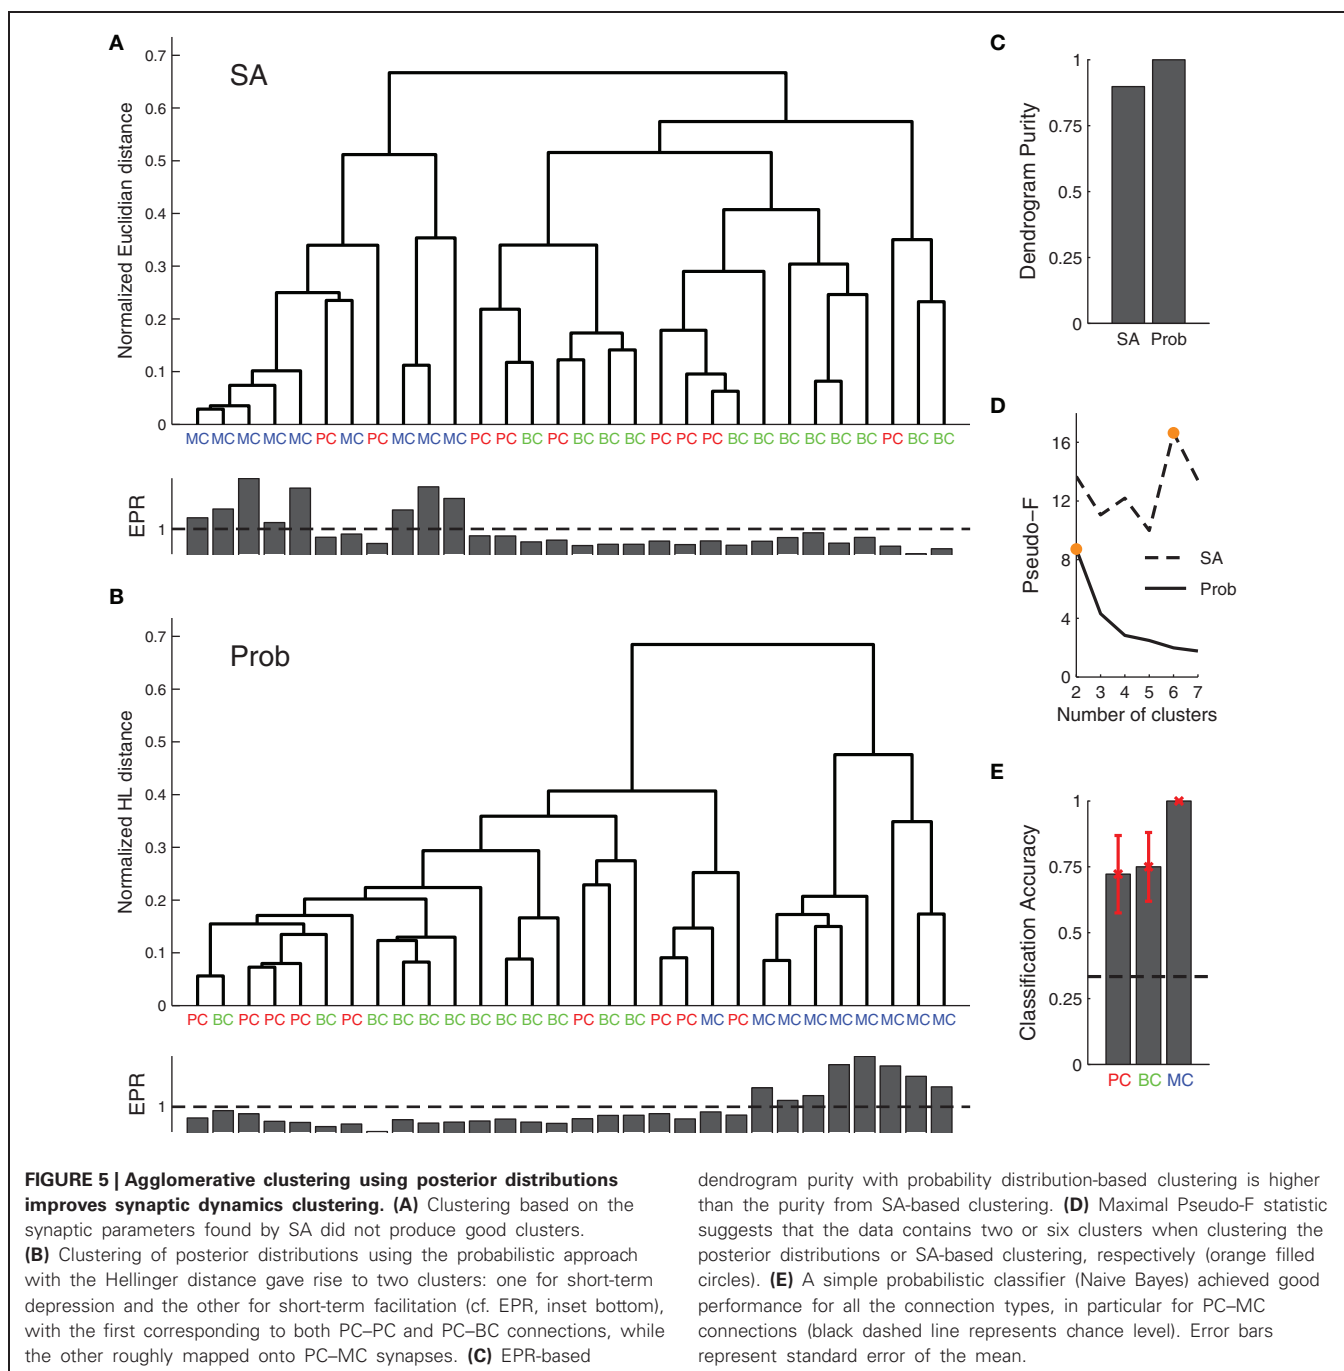 A
SA
Normalized Euclidian distance
0.7
0.6
0.5
0.4
0.3
0.2
0.1
0
MC MC MC MC MC PC MC PC MC MC MC PC PC BC PC BC BC BC PC PC PC BC BC BC BC BC BC PC BC BC
EPR
1
B
Prob
Normalized HL distance
0.7
0.6
0.5
0.4
0.3
0.2
0.1
0
PC BC PC PC PC BC PC BC BC BC BC BC BC BC BC PC BC BC PC PC MC PC MC MC MC MC MC MC MC MC
EPR
1
C
Dendrogram Purity
1
0.75
0.5
0.25
0
SA Prob
D
Pseudo–F
16
12
8
4
0
SA
Prob
2 3 4 5 6 7
Number of clusters
E
Classification Accuracy
1
0.75
0.5
0.25
0
PC BC MC
FIGURE 5 | Agglomerative clustering using posterior distributions
improves synaptic dynamics clustering. (A) Clustering based on the
synaptic parameters found by SA did not produce good clusters.
(B) Clustering of posterior distributions using the probabilistic approach
with the Hellinger distance gave rise to two clusters: one for short-term
depression and the other for short-term facilitation (cf. EPR, inset bottom),
with the first corresponding to both PC–PC and PC–BC connections, while
the other roughly mapped onto PC–MC synapses. (C) EPR-based
dendrogram purity with probability distribution-based clustering is higher
than the purity from SA-based clustering. (D) Maximal Pseudo-F statistic
suggests that the data contains two or six clusters when clustering the
posterior distributions or SA-based clustering, respectively (orange filled
circles). (E) A simple probabilistic classifier (Naive Bayes) achieved good
performance for all the connection types, in particular for PC–MC
connections (black dashed line represents chance level). Error bars
represent standard error of the mean.